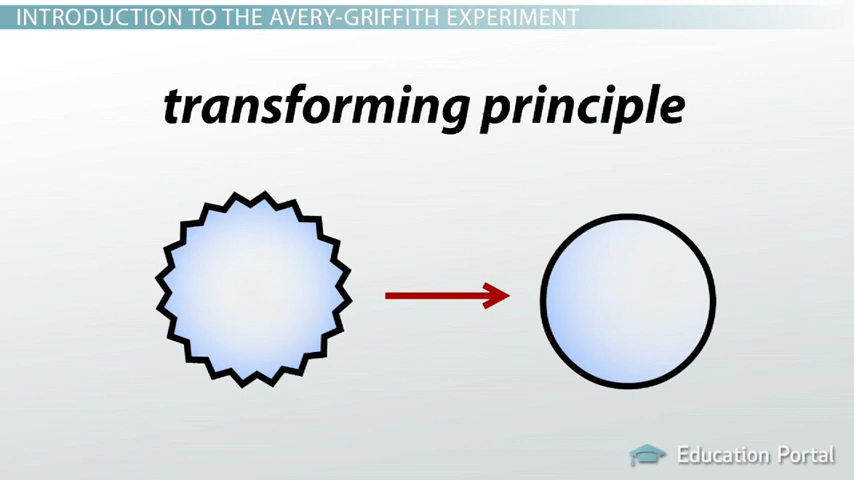 INTRODUCTION TO THE AVERY-GRIFFITH EXPERIMENT
transforming principle
Education Portal